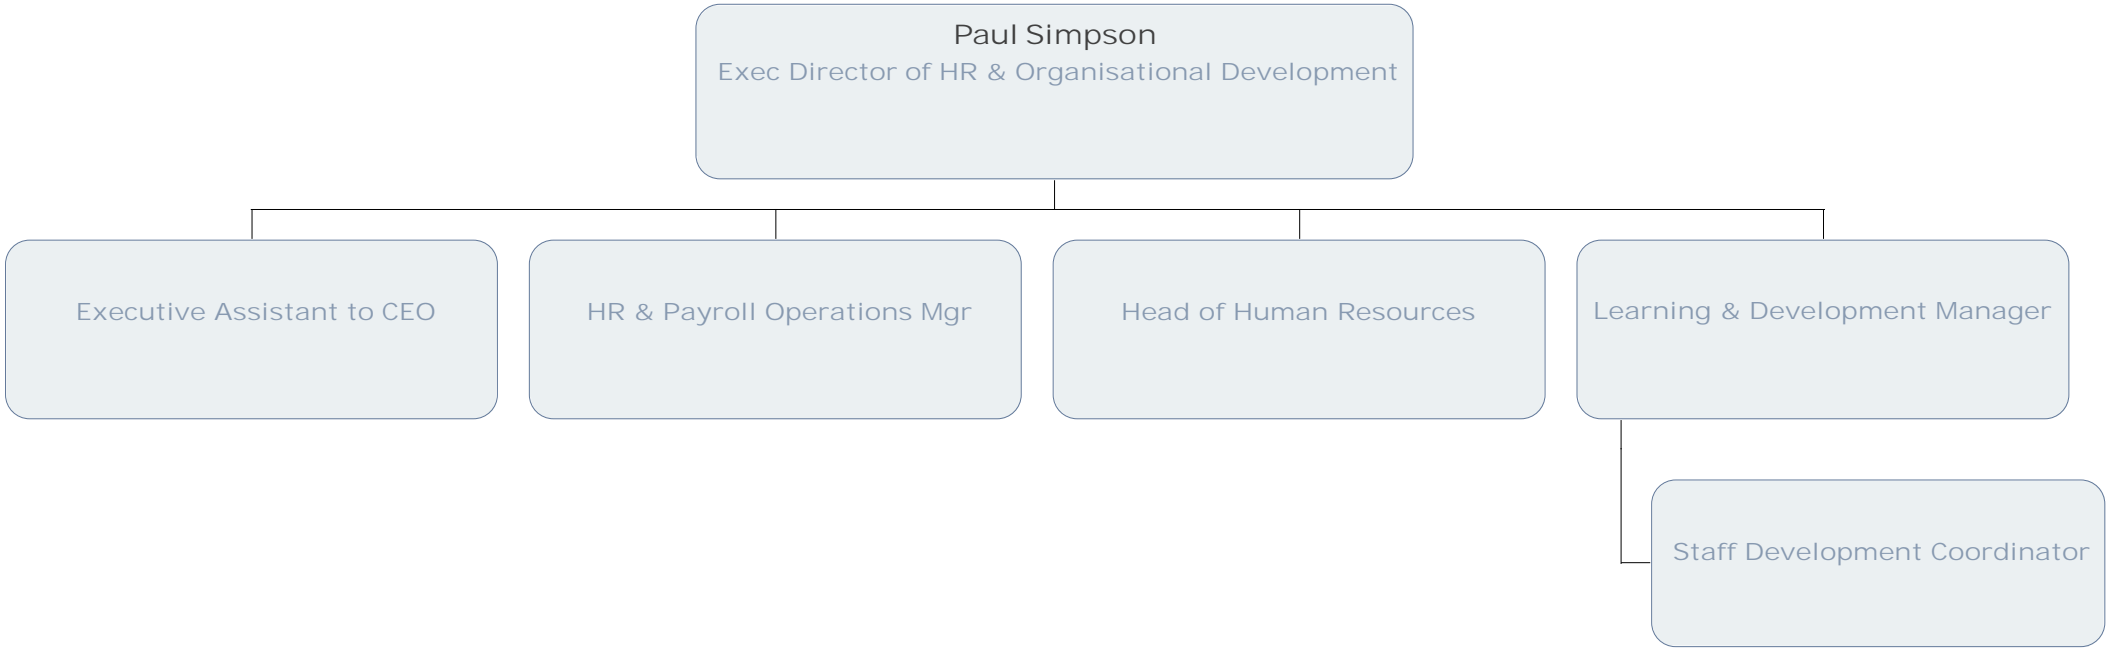 Paul Simpson
Exec Director of HR & Organisational Development
Executive Assistant to CEO
HR & Payroll Operations Mgr
Head of Human Resources
Learning & Development Manager
Staff Development Coordinator